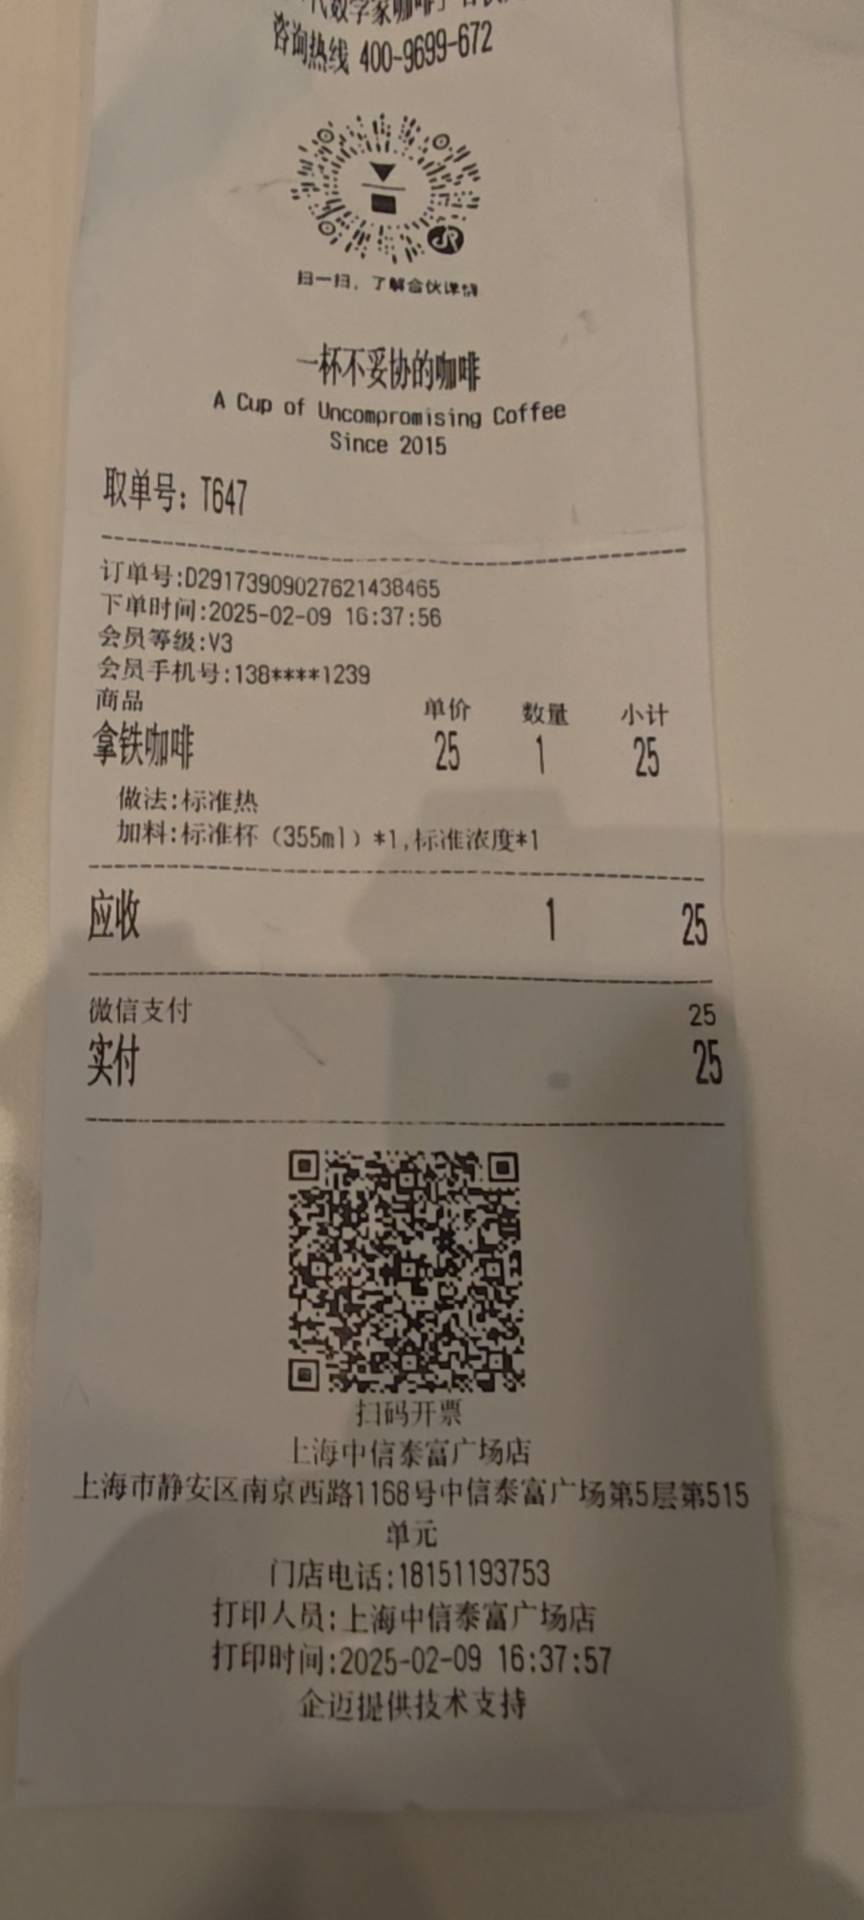 代数学家咖啡」合伙
咨询热线 400-9699-672
扫一扫，了解合伙详情
一杯不妥协的咖啡
A Cup of Uncompromising Coffee
Since 2015
取单号: T647
订单号:D29173909027621438465
下单时间:2025-02-09 16:37:56
会员等级:V3
会员手机号:138****1239
商品 单价 数量 小计
拿铁咖啡 25 1 25
做法:标准热
加料:标准杯（355ml）*1,标准浓度*1
应收 1 25
微信支付 25
实付 25
扫码开票
上海中信泰富广场店
上海市静安区南京西路1168号中信泰富广场第5层第515
单元
门店电话:18151193753
打印人员:上海中信泰富广场店
打印时间:2025-02-09 16:37:57
企迈提供技术支持